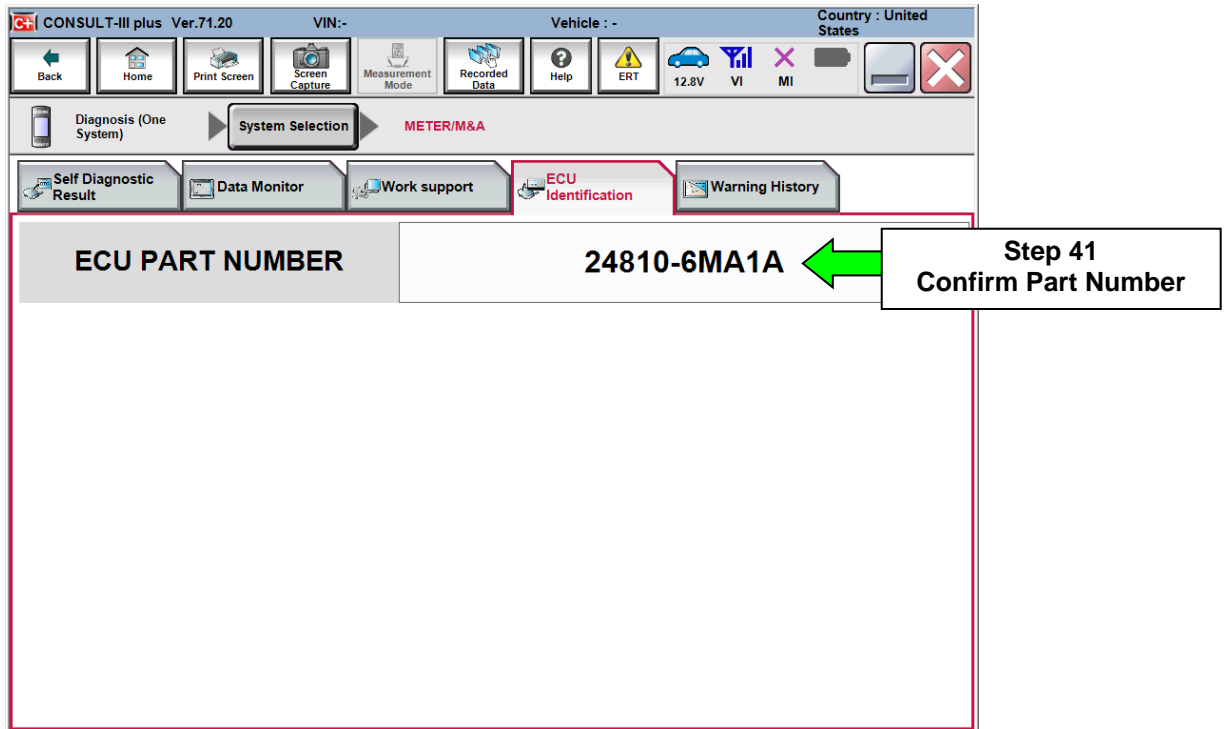 CONSULT-III plus Ver.71.20 VIN:- Vehicle : - Country : United States
Back Home Print Screen Screen Capture Measurement Mode Recorded Data Help ERT 12.8V VI MI
Diagnosis (One System) System Selection METER/M&A
Self Diagnostic Result Data Monitor Work support ECU Identification Warning History
ECU PART NUMBER 24810-6MA1A
Step 41
Confirm Part Number